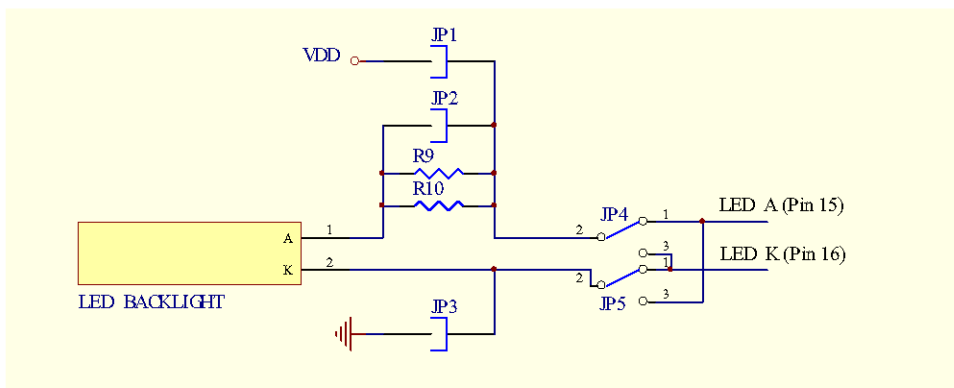 JP1
VDD
JP2
R9
R10
JP4
1
LED A (Pin 15)
A
1
2
3
K
2
1
LED K (Pin 16)
2
LED BACKLIGHT
JP3
JP5
3